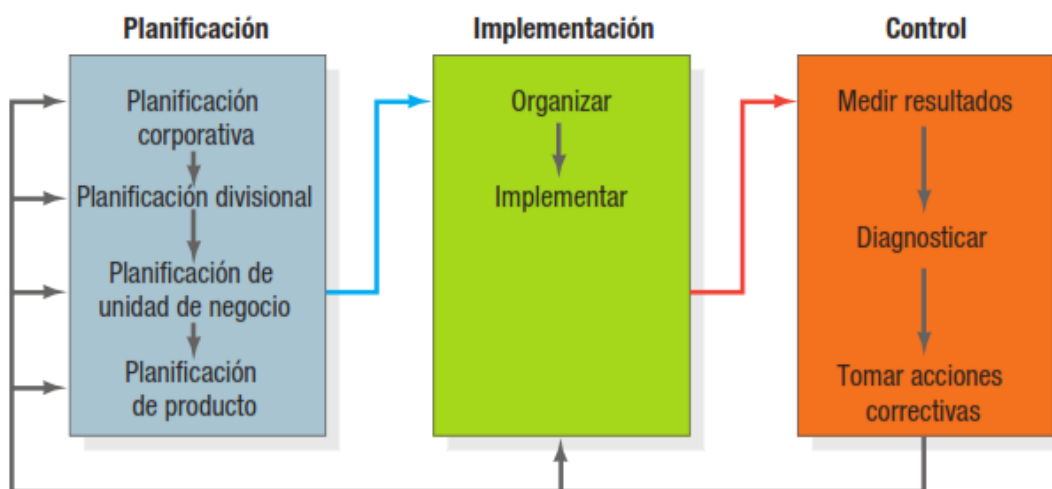 Planificación
Planificación
corporativa
Planificación divisional
Planificación de
unidad de negocio
Planificación
de producto
Implementación
Organizar
Implementar
Control
Medir resultados
Diagnosticar
Tomar acciones
correctivas